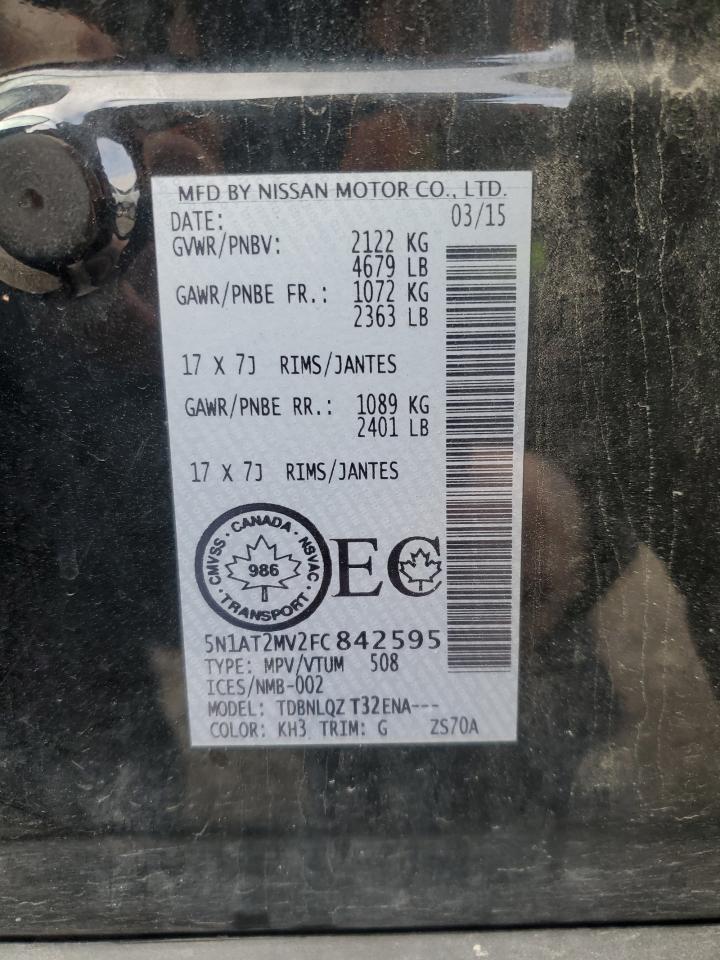 MFD BY NISSAN MOTOR CO., LTD.
DATE: 03/15
GVWR/PNBV: 2122 KG
4679 LB
GAWR/PNBE FR.: 1072 KG
2363 LB
17 X 7J RIMS/JANTES
GAWR/PNBE RR.: 1089 KG
2401 LB
17 X 7J RIMS/JANTES
CMVSS · CANADA · NSVAC · TRANSPORT ·
986
EC
5N1AT2MV2FC842595
TYPE: MPV/VTUM 508
ICES/NMB-002
MODEL: TDBNLQZ T32ENA---
COLOR: KH3 TRIM: G ZS70A